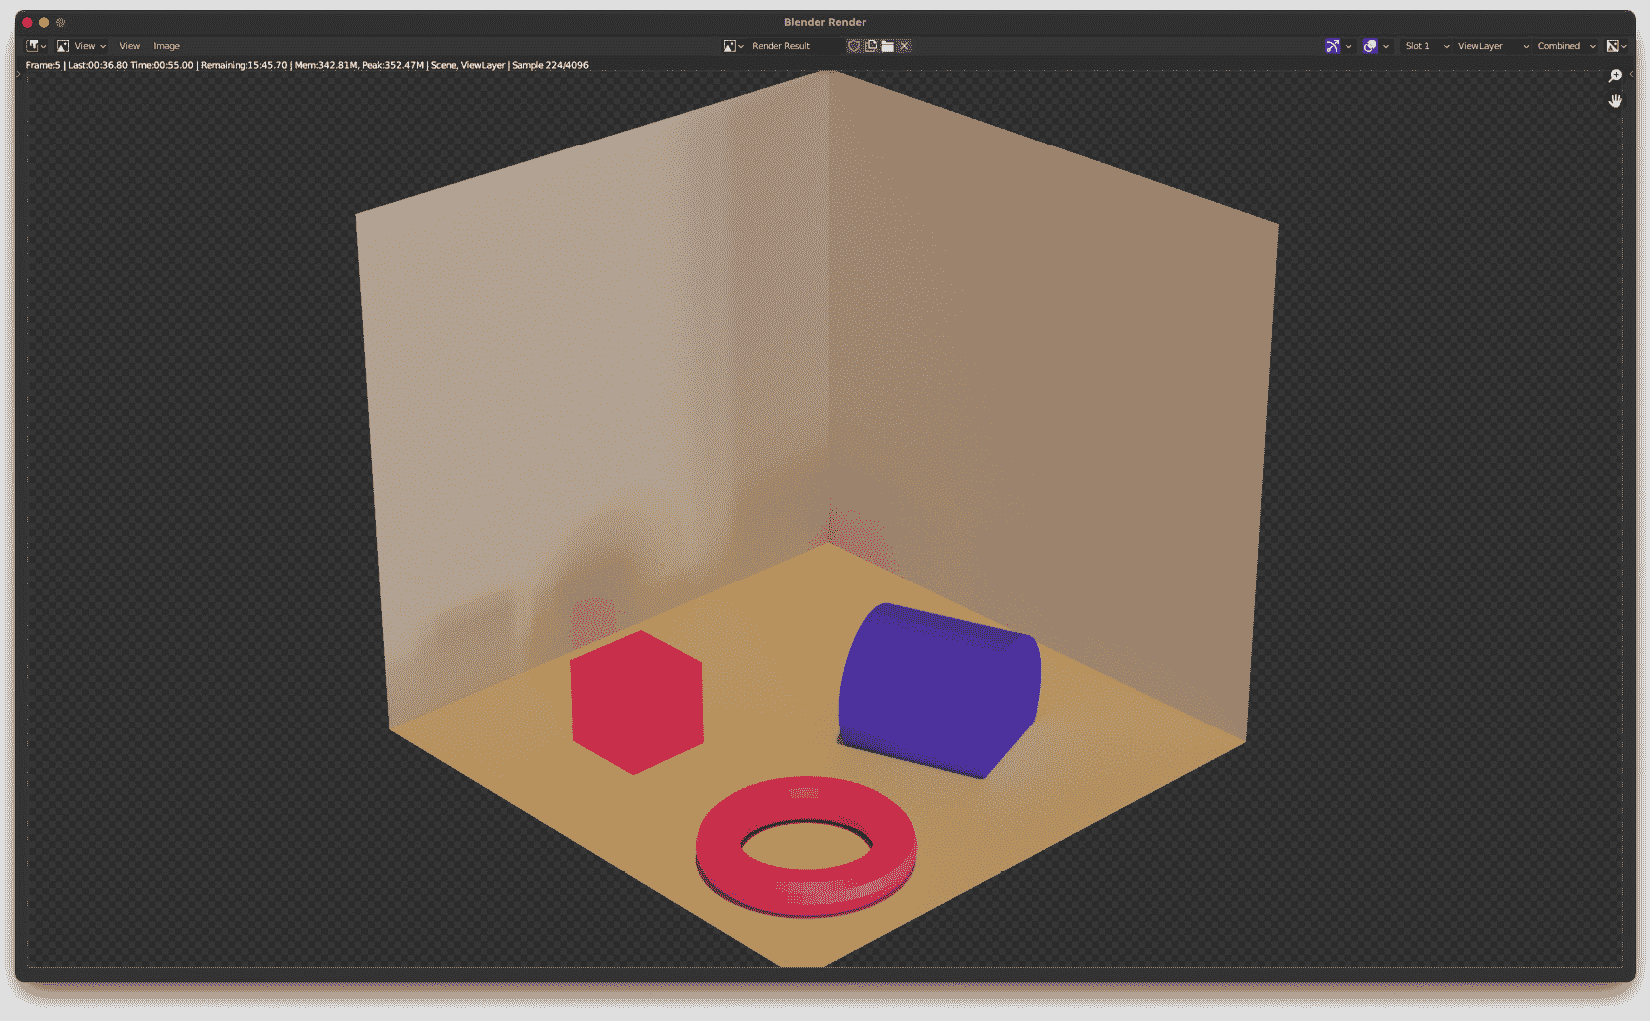 Blender Render
View View Image Render Result Slot 1 ViewLayer Combined
Frame:5 | Last:00:36.80 Time:00:55.00 | Remaining:15:45.70 | Mem:342.81M, Peak:352.47M | Scene, ViewLayer | Sample 224/4096